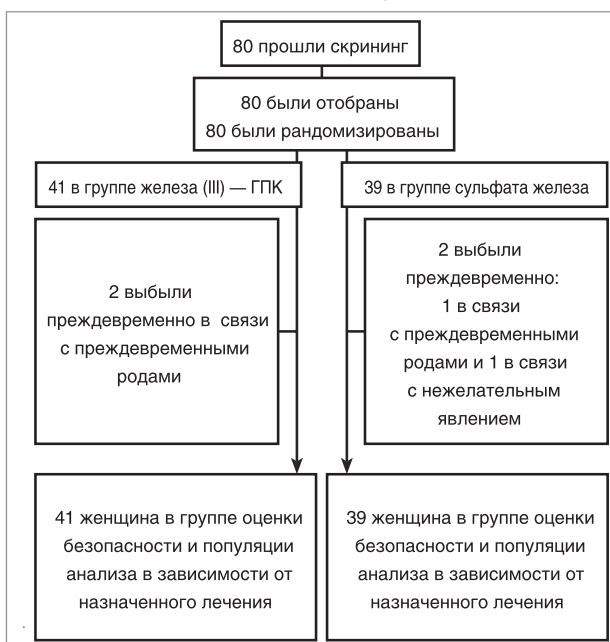 80 прошли скрининг
80 были отобраны
80 были рандомизированы
41 в группе железа (III) — ГПК
39 в группе сульфата железа
2 выбыли
преждевременно в связи
с преждевременными
родами
2 выбыли
преждевременно:
1 в связи
с преждевременными
родами и 1 в связи
с нежелательным
явлением
41 женщина в группе оценки
безопасности и популяции
анализа в зависимости от
назначенного лечения
39 женщина в группе оценки
безопасности и популяции
анализа в зависимости от
назначенного лечения